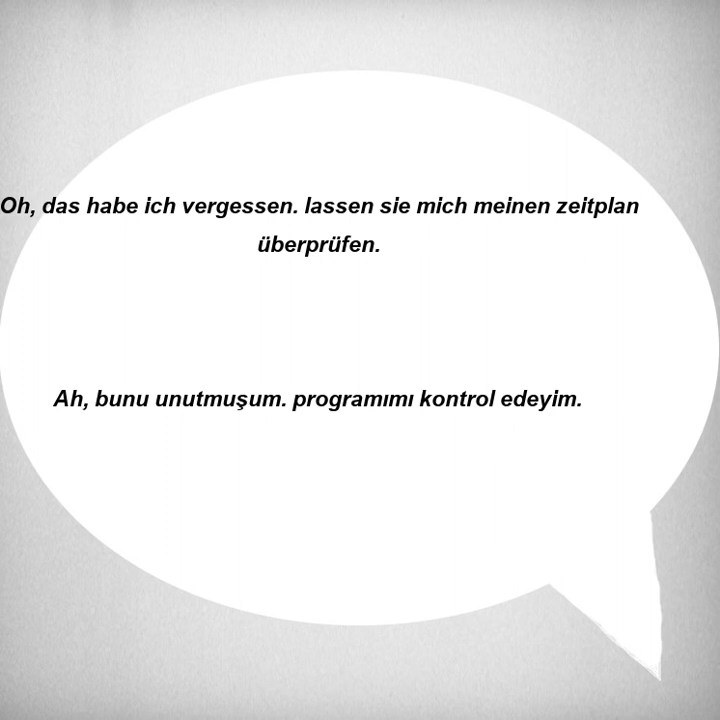 Oh, das habe ich vergessen. lassen sie mich meinen zeitplan
überprüfen.
Ah, bunu unutmuşum. programımı kontrol edeyim.